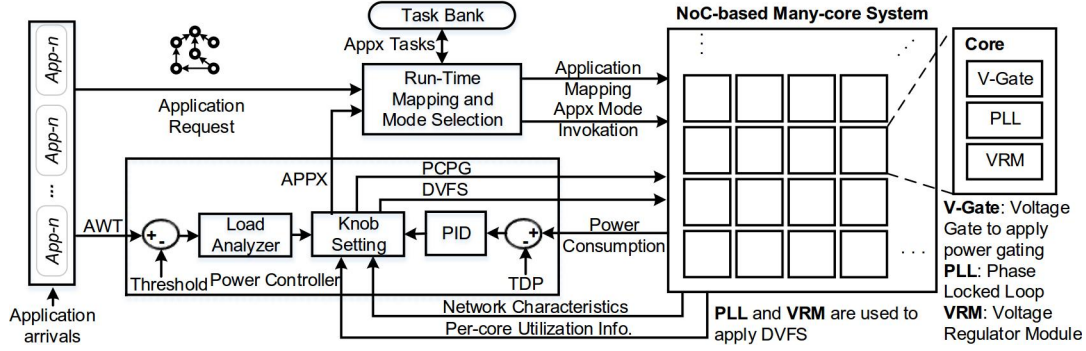 App-n
App-n
...
App-n
Application
arrivals
Application
Request
Task Bank
Appx Tasks
Run-Time
Mapping and
Mode Selection
Application
Mapping
Appx Mode
Invokation
NoC-based Many-core System
Core
V-Gate
PLL
VRM
V-Gate: Voltage
Gate to apply
power gating
PLL: Phase
Locked Loop
VRM: Voltage
Regulator Module
APPX
PCPG
DVFS
AWT
+
-
Load
Analyzer
Knob
Setting
PID
-
+
Power
Consumption
Threshold
Power Controller
TDP
Network Characteristics
Per-core Utilization Info.
PLL and VRM are used to
apply DVFS